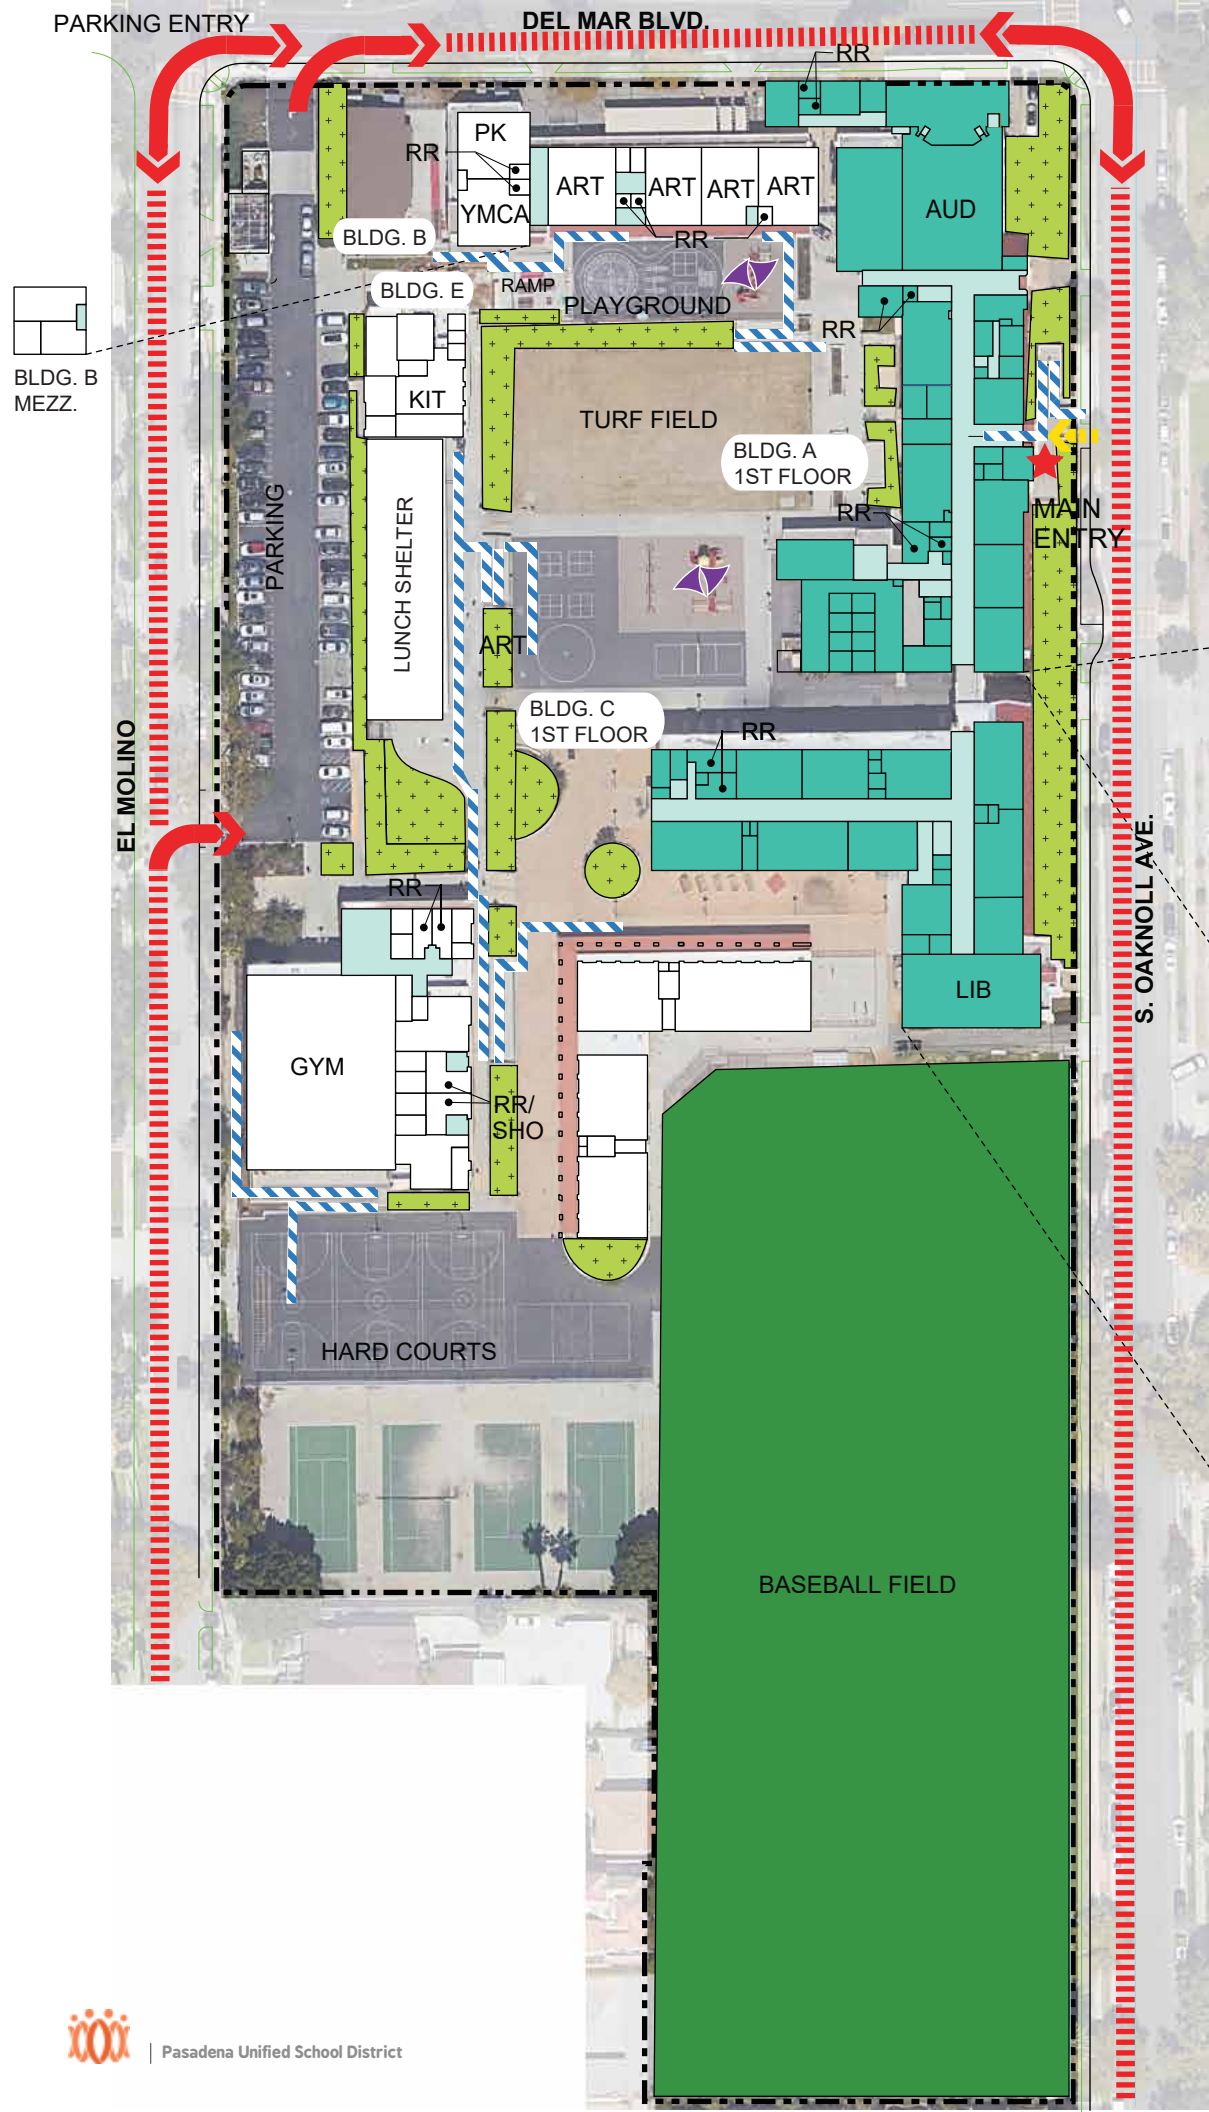 PARKING ENTRY
DEL MAR BLVD.
RR
PK
RR
YMCA
ART
ART
ART
ART
AUD
BLDG. B
RR
RAMP
BLDG. E
PLAYGROUND
RR
BLDG. B
MEZZ.
KIT
TURF FIELD
BLDG. A
1ST FLOOR
PARKING
LUNCH SHELTER
RR
MAIN
ENTRY
ART
BLDG. C
1ST FLOOR
RR
EL MOLINO
S. OAKNOLL AVE.
RR
LIB
GYM
RR/
SHO
HARD COURTS
BASEBALL FIELD
Pasadena Unified School District